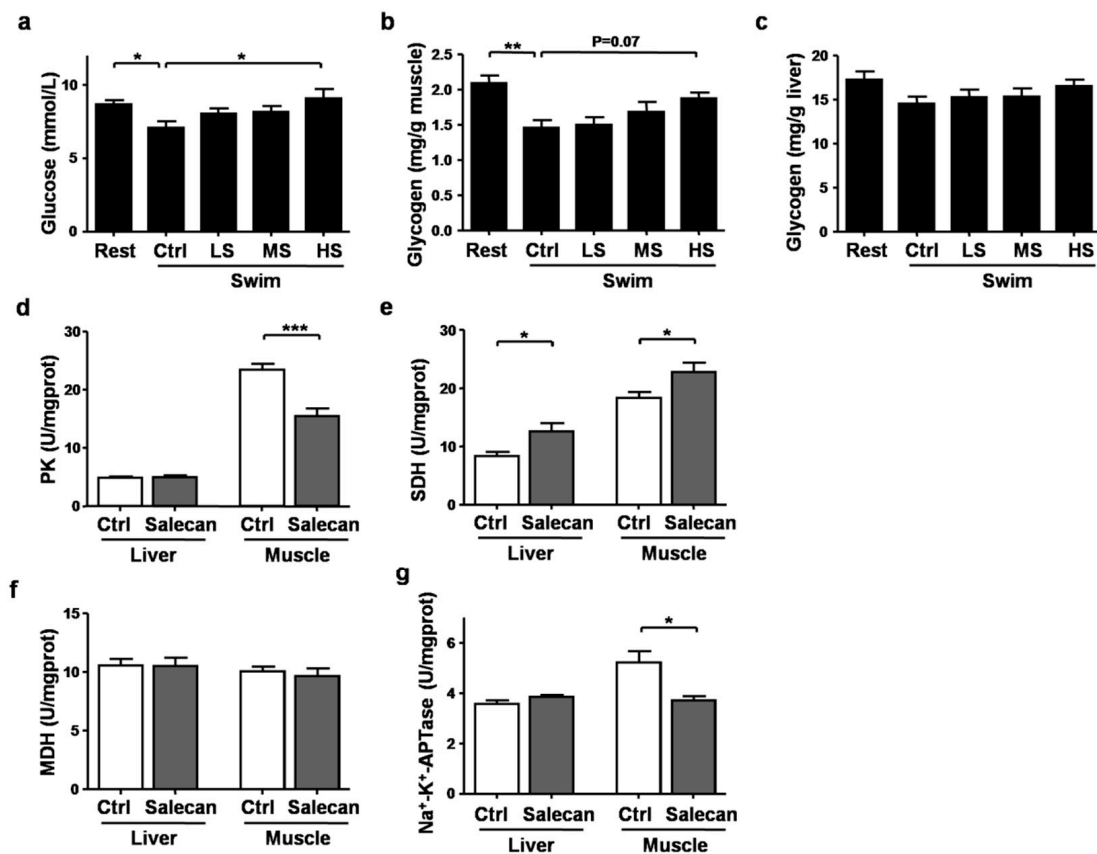 a
Glucose (mmol/L)
10
5
0
*
*
Rest Ctrl LS MS HS
Swim
b
Glycogen (mg/g muscle)
2.5
2.0
1.5
1.0
0.5
0.0
**
P=0.07
Rest Ctrl LS MS HS
Swim
c
Glycogen (mg/g liver)
20
15
10
5
0
Rest Ctrl LS MS HS
Swim
d
PK (U/mgprot)
30
20
10
0
***
Ctrl Salecan Ctrl Salecan
Liver Muscle
e
SDH (U/mgprot)
30
20
10
0
*
*
Ctrl Salecan Ctrl Salecan
Liver Muscle
f
MDH (U/mgprot)
15
10
5
0
Ctrl Salecan Ctrl Salecan
Liver Muscle
g
Na⁺-K⁺-APTase (U/mgprot)
6
4
2
0
*
Ctrl Salecan Ctrl Salecan
Liver Muscle